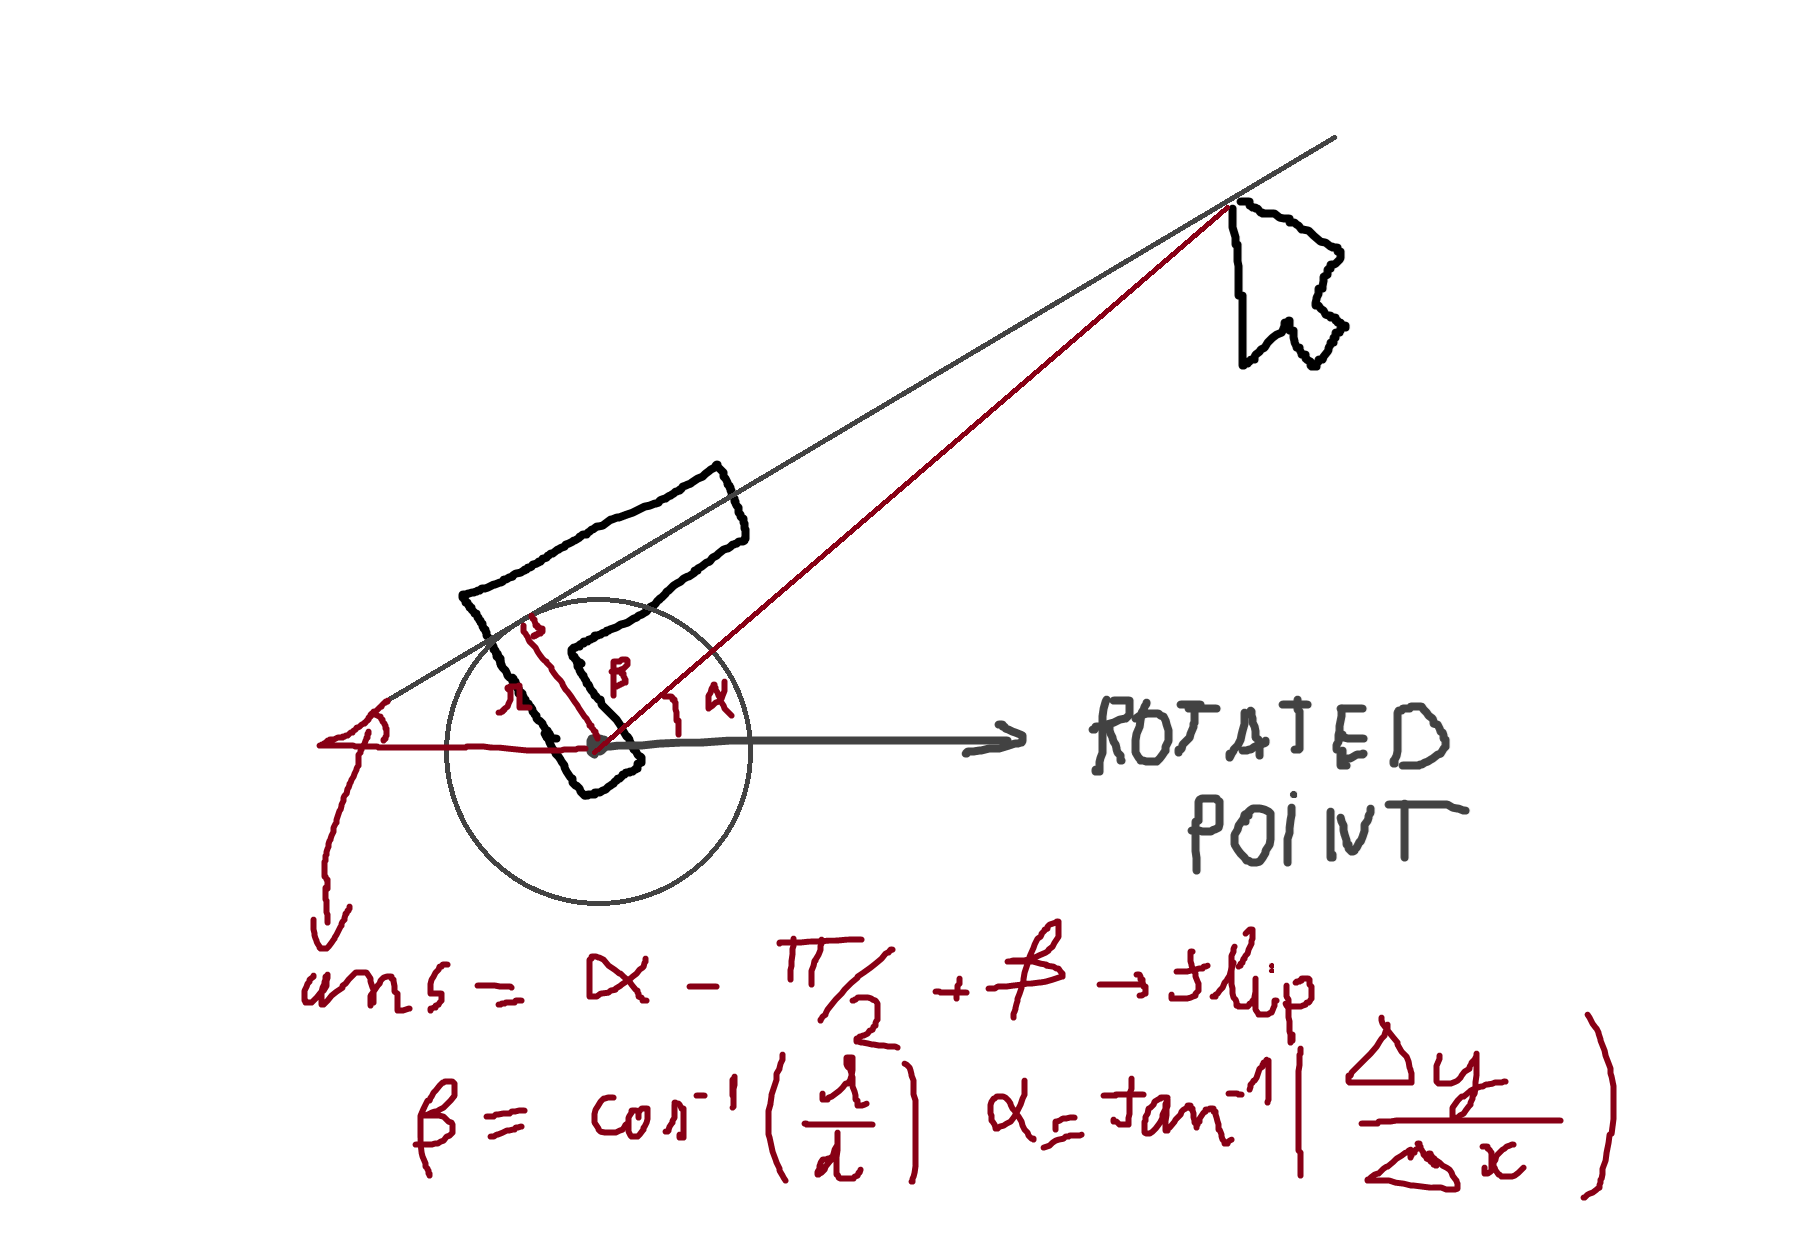 r
β
α
ROTATED
POINT
ans = α - π/2 + β → flip
β = cos⁻¹(r/d) α = tan⁻¹(Δy/Δx)